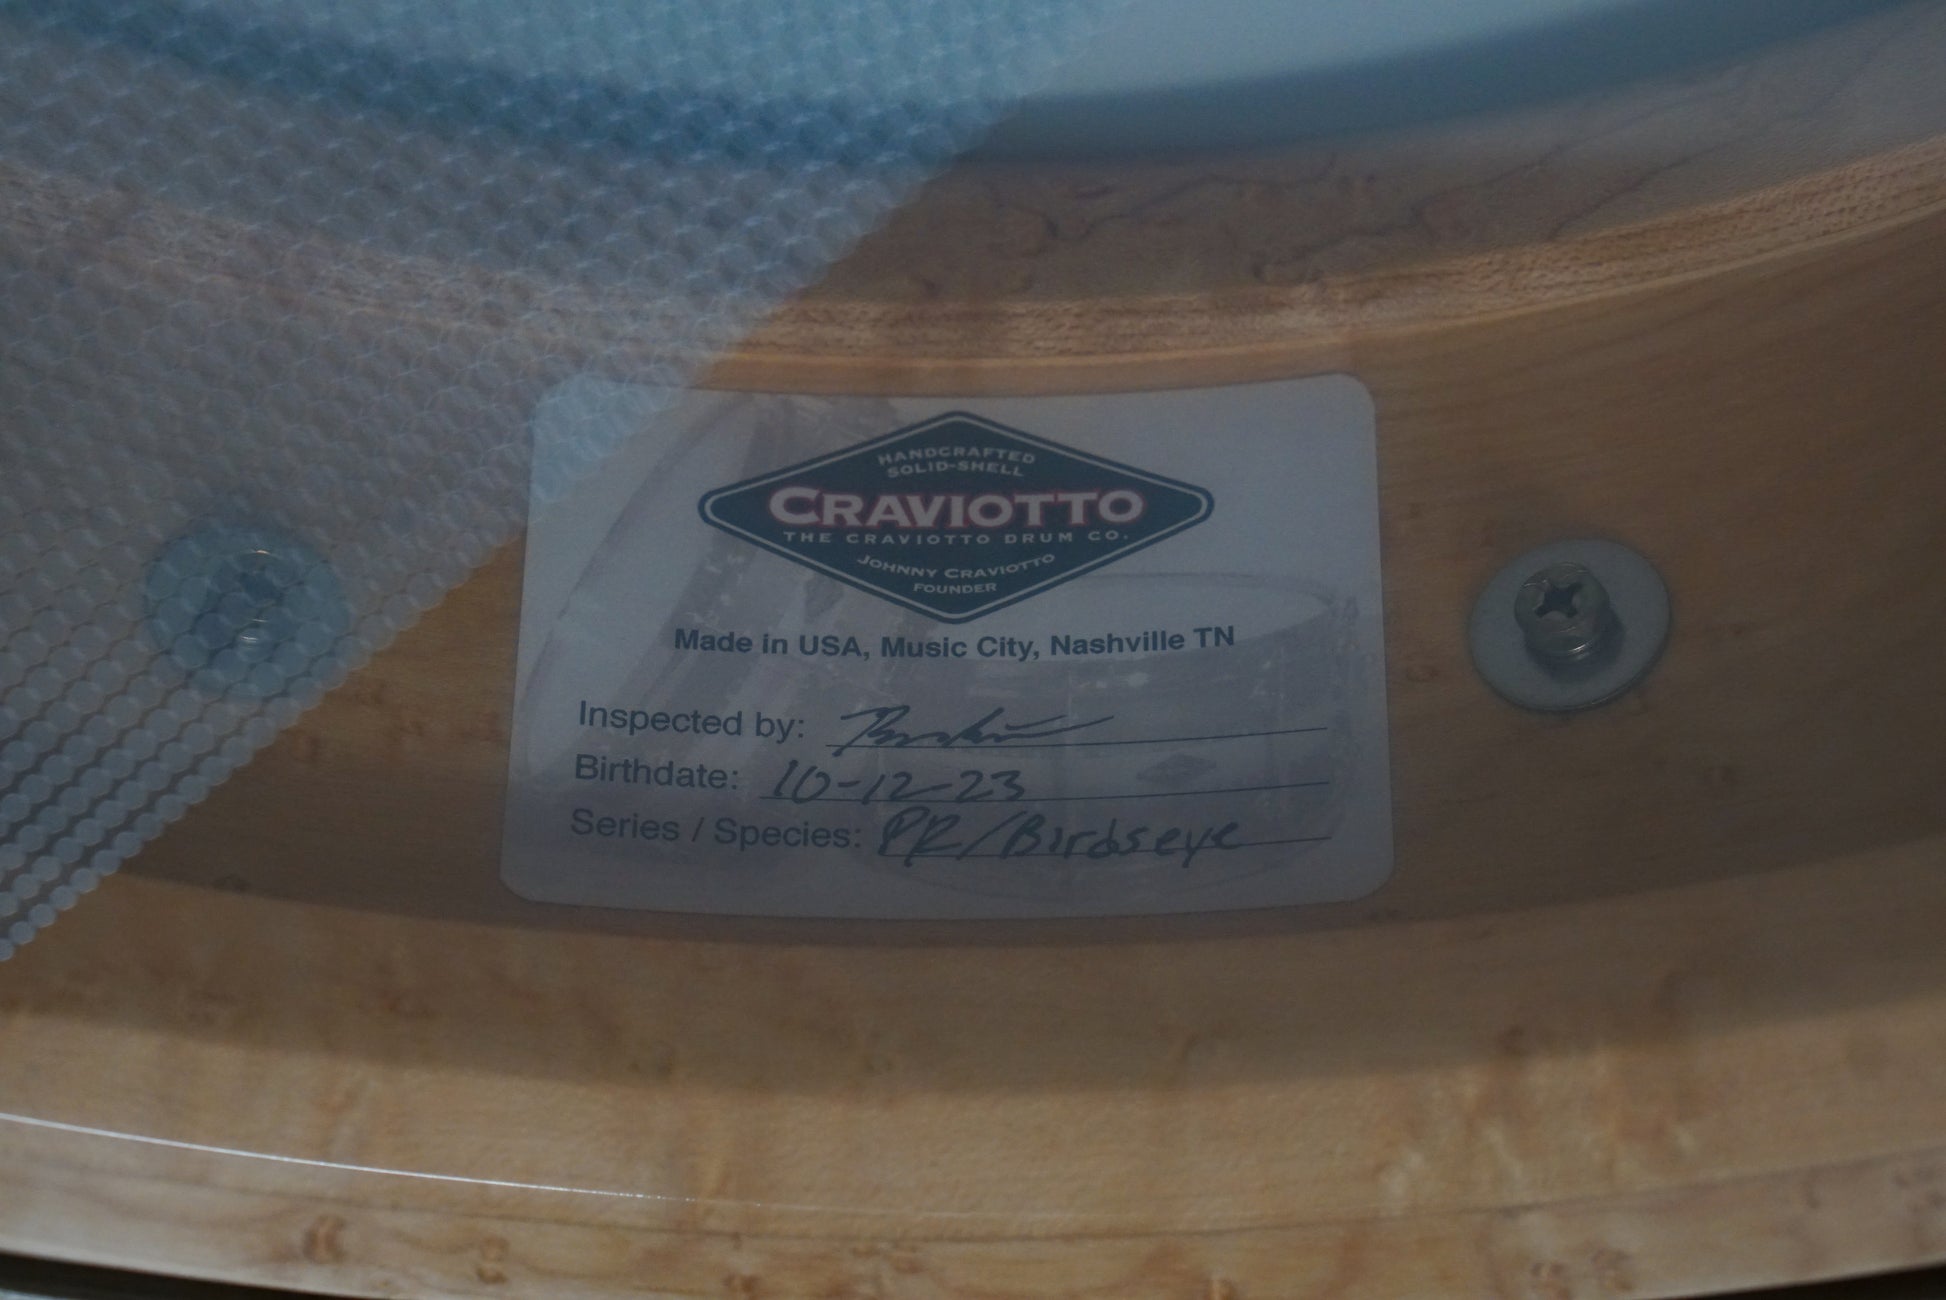 HANDCRAFTED
SOLID-SHELL
CRAVIOTTO
THE CRAVIOTTO DRUM CO.
JOHNNY CRAVIOTTO
FOUNDER
Made in USA, Music City, Nashville TN
Inspected by:
Birthdate: 10-12-23
Series / Species: PR/Birdseye